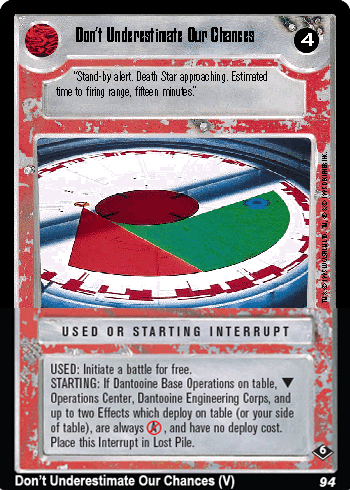 Don't Underestimate Our Chances
4
"Stand-by alert. Death Star approaching. Estimated
time to firing range, fifteen minutes."
USED OR STARTING INTERRUPT
USED: Initiate a battle for free.
STARTING: If Dantooine Base Operations on table, ▼
Operations Center, Dantooine Engineering Corps, and
up to two Effects which deploy on table (or your side
of table), are always, and have no deploy cost.
Place this Interrupt in Lost Pile.
6
Don't Underestimate Our Chances (V)
94